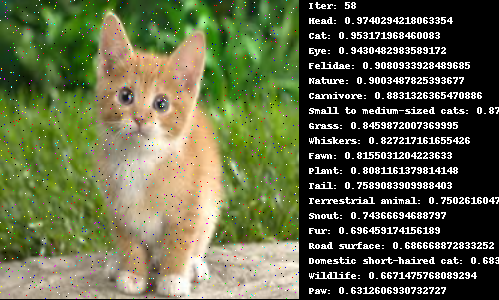 Iter: 58
Head: 0.9740294218063354
Cat: 0.953171968460083
Eye: 0.9430482983589172
Felidae: 0.9080933928489685
Nature: 0.9003487825393677
Carnivore: 0.8831326365470886
Small to medium-sized cats: 0.87
Grass: 0.8459872007369995
Whiskers: 0.827217161655426
Fawn: 0.8155031204223633
Plant: 0.8081161379814148
Tail: 0.7589083909988403
Terrestrial animal: 0.7502616047
Snout: 0.74366694688797
Fur: 0.696459174156189
Road surface: 0.686668872833252
Domestic short-haired cat: 0.683
Wildlife: 0.6671475768089294
Paw: 0.6312606930732727